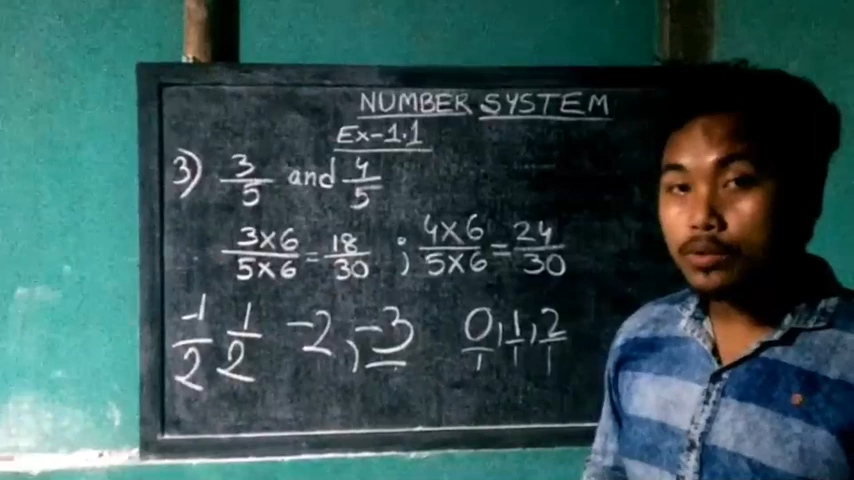 NUMBER SYSTEM
Ex-1.1
3) 3/5 and 4/5
3×6/5×6 = 18/30 ; 4×6/5×6 = 24/30
-1/2 1/2 -2, -3 0/1, 1/1, 2/1